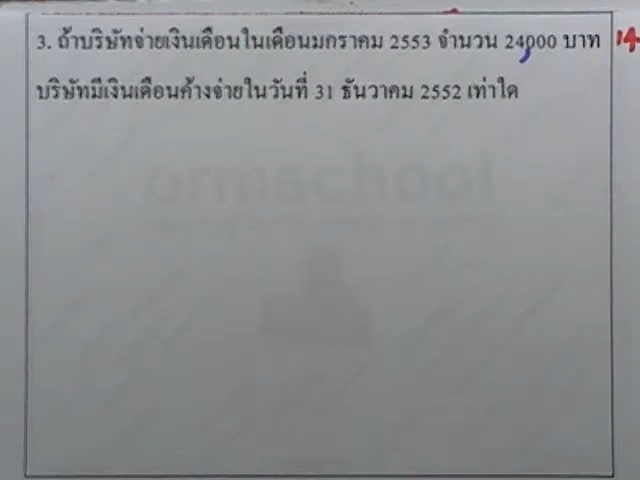 3. ถ้าบริษัทจ่ายเงินเดือนในเดือนมกราคม 2553 จำนวน 24,000 บาท
บริษัทมีเงินเดือนค้างจ่ายในวันที่ 31 ธันวาคม 2552 เท่าใด
ormschool